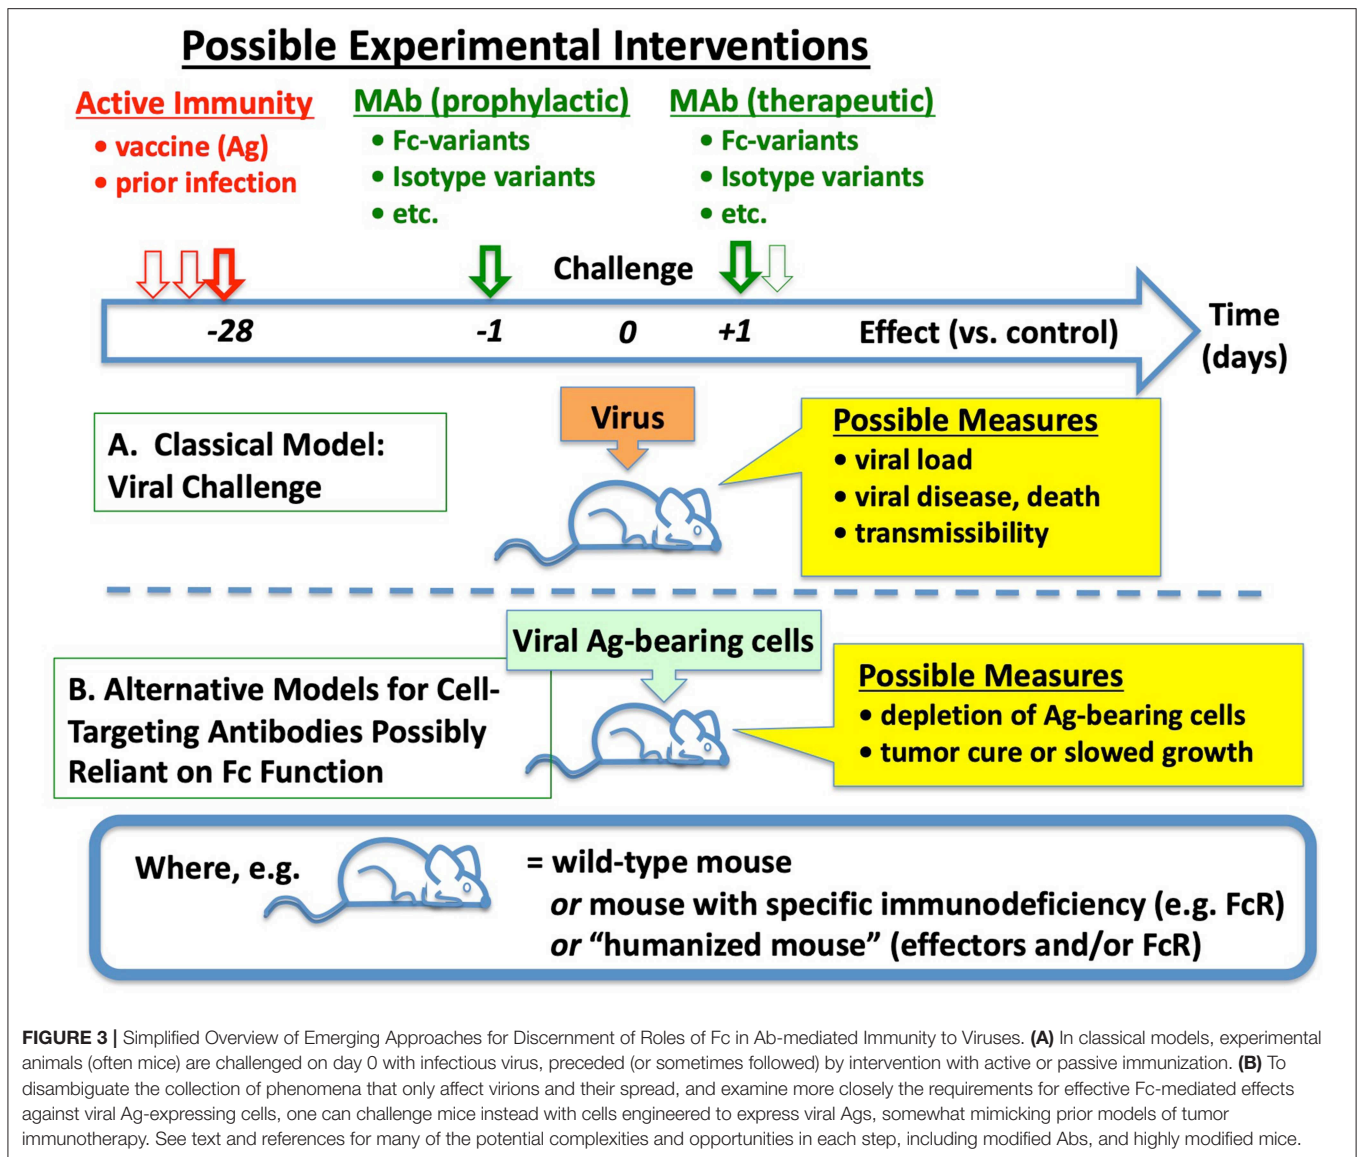 Possible Experimental Interventions
Active Immunity
• vaccine (Ag)
• prior infection
MAb (prophylactic)
• Fc-variants
• Isotype variants
• etc.
MAb (therapeutic)
• Fc-variants
• Isotype variants
• etc.
Challenge
-28 -1 0 +1 Effect (vs. control)
Time
(days)
A. Classical Model:
Viral Challenge
Virus
Possible Measures
• viral load
• viral disease, death
• transmissibility
Viral Ag-bearing cells
B. Alternative Models for Cell-
Targeting Antibodies Possibly
Reliant on Fc Function
Possible Measures
• depletion of Ag-bearing cells
• tumor cure or slowed growth
Where, e.g.
= wild-type mouse
or mouse with specific immunodeficiency (e.g. FcR)
or “humanized mouse” (effectors and/or FcR)
FIGURE 3 | Simplified Overview of Emerging Approaches for Discernment of Roles of Fc in Ab-mediated Immunity to Viruses. (A) In classical models, experimental
animals (often mice) are challenged on day 0 with infectious virus, preceded (or sometimes followed) by intervention with active or passive immunization. (B) To
disambiguate the collection of phenomena that only affect virions and their spread, and examine more closely the requirements for effective Fc-mediated effects
against viral Ag-expressing cells, one can challenge mice instead with cells engineered to express viral Ags, somewhat mimicking prior models of tumor
immunotherapy. See text and references for many of the potential complexities and opportunities in each step, including modified Abs, and highly modified mice.